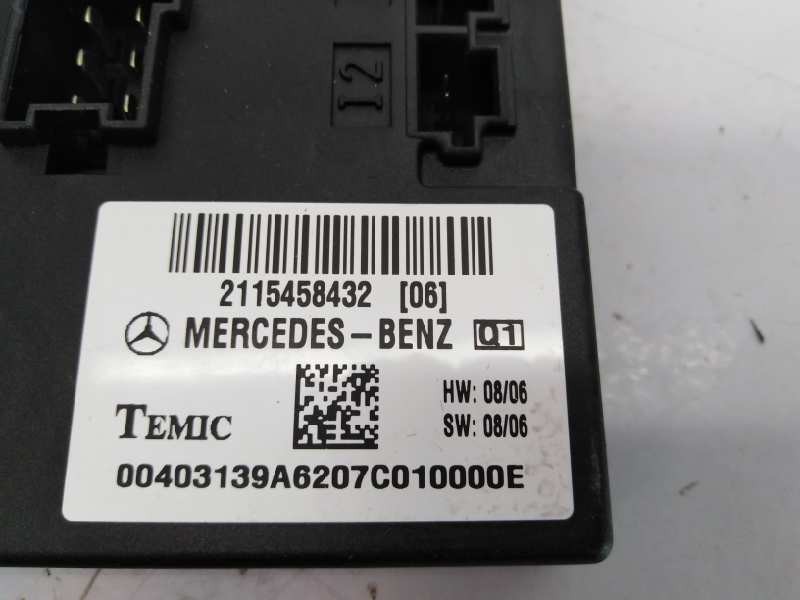 12
2115458432 [06]
MERCEDES-BENZ Q1
HW: 08/06
TEMIC
SW: 08/06
00403139A6207C010000E